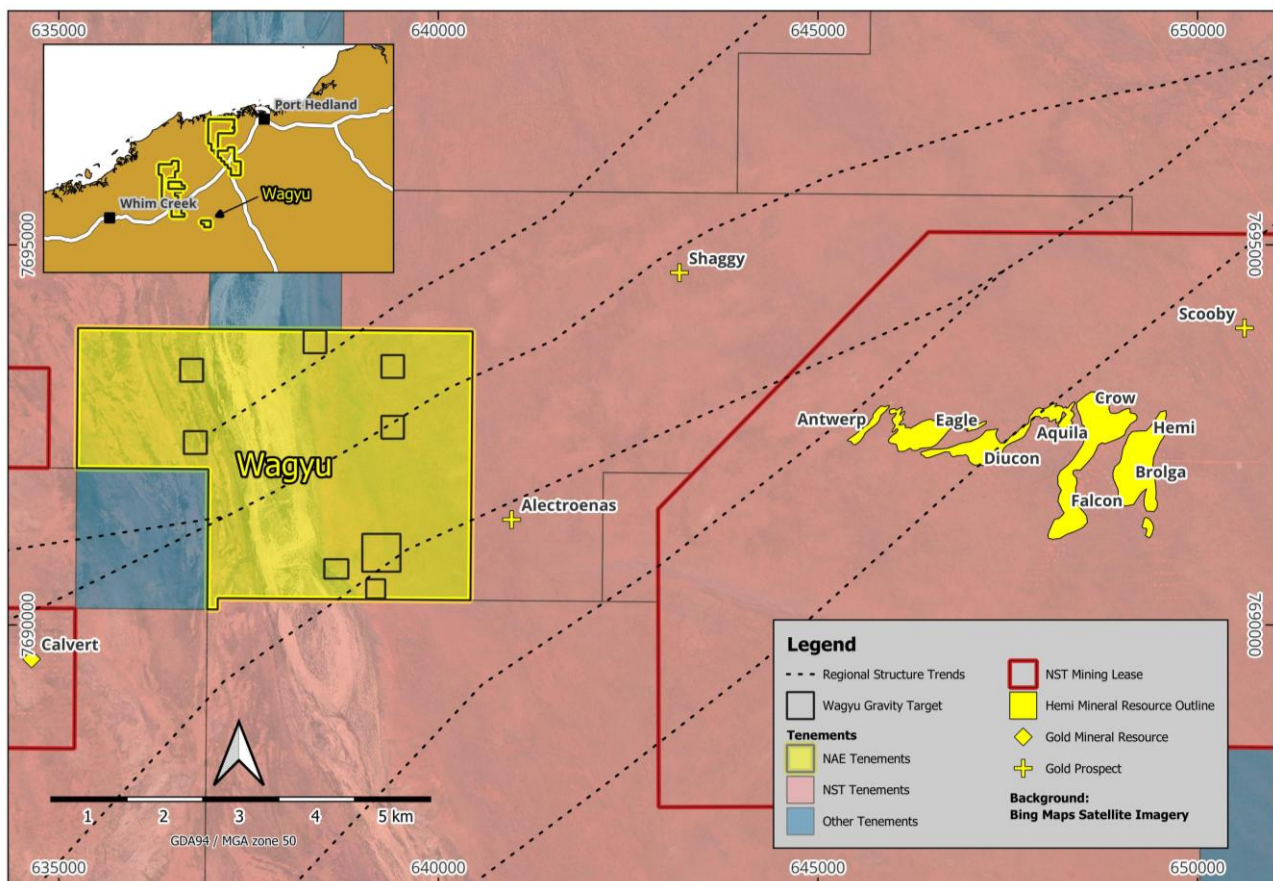 635000
640000
645000
650000
Port Hedland
Whim Creek
Wagyu
7695000
7695000
Shaggy
Scooby
Antwerp
Eagle
Crow
Aquila
Hemi
Diucon
Brolga
Falcon
Wagyu
Alectroenas
7690000
7690000
Calvert
Legend
Regional Structure Trends
Wagyu Gravity Target
Tenements
NAE Tenements
NST Tenements
Other Tenements
NST Mining Lease
Hemi Mineral Resource Outline
Gold Mineral Resource
Gold Prospect
Background:
Bing Maps Satellite Imagery
1 2 3 4 5 km
GDA94 / MGA zone 50
635000
640000
650000